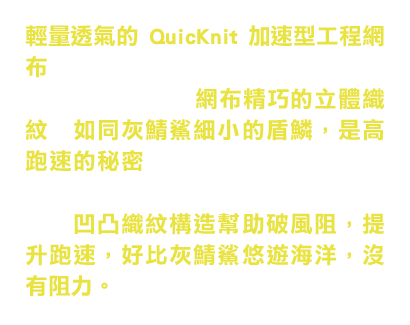 輕量透氣的 QuicKnit 加速型工程網
布
網布精巧的立體織
紋 如同灰鯖鯊細小的盾鱗，是高
跑速的秘密
凹凸織紋構造幫助破風阻，提
升跑速，好比灰鯖鯊悠遊海洋，沒
有阻力。